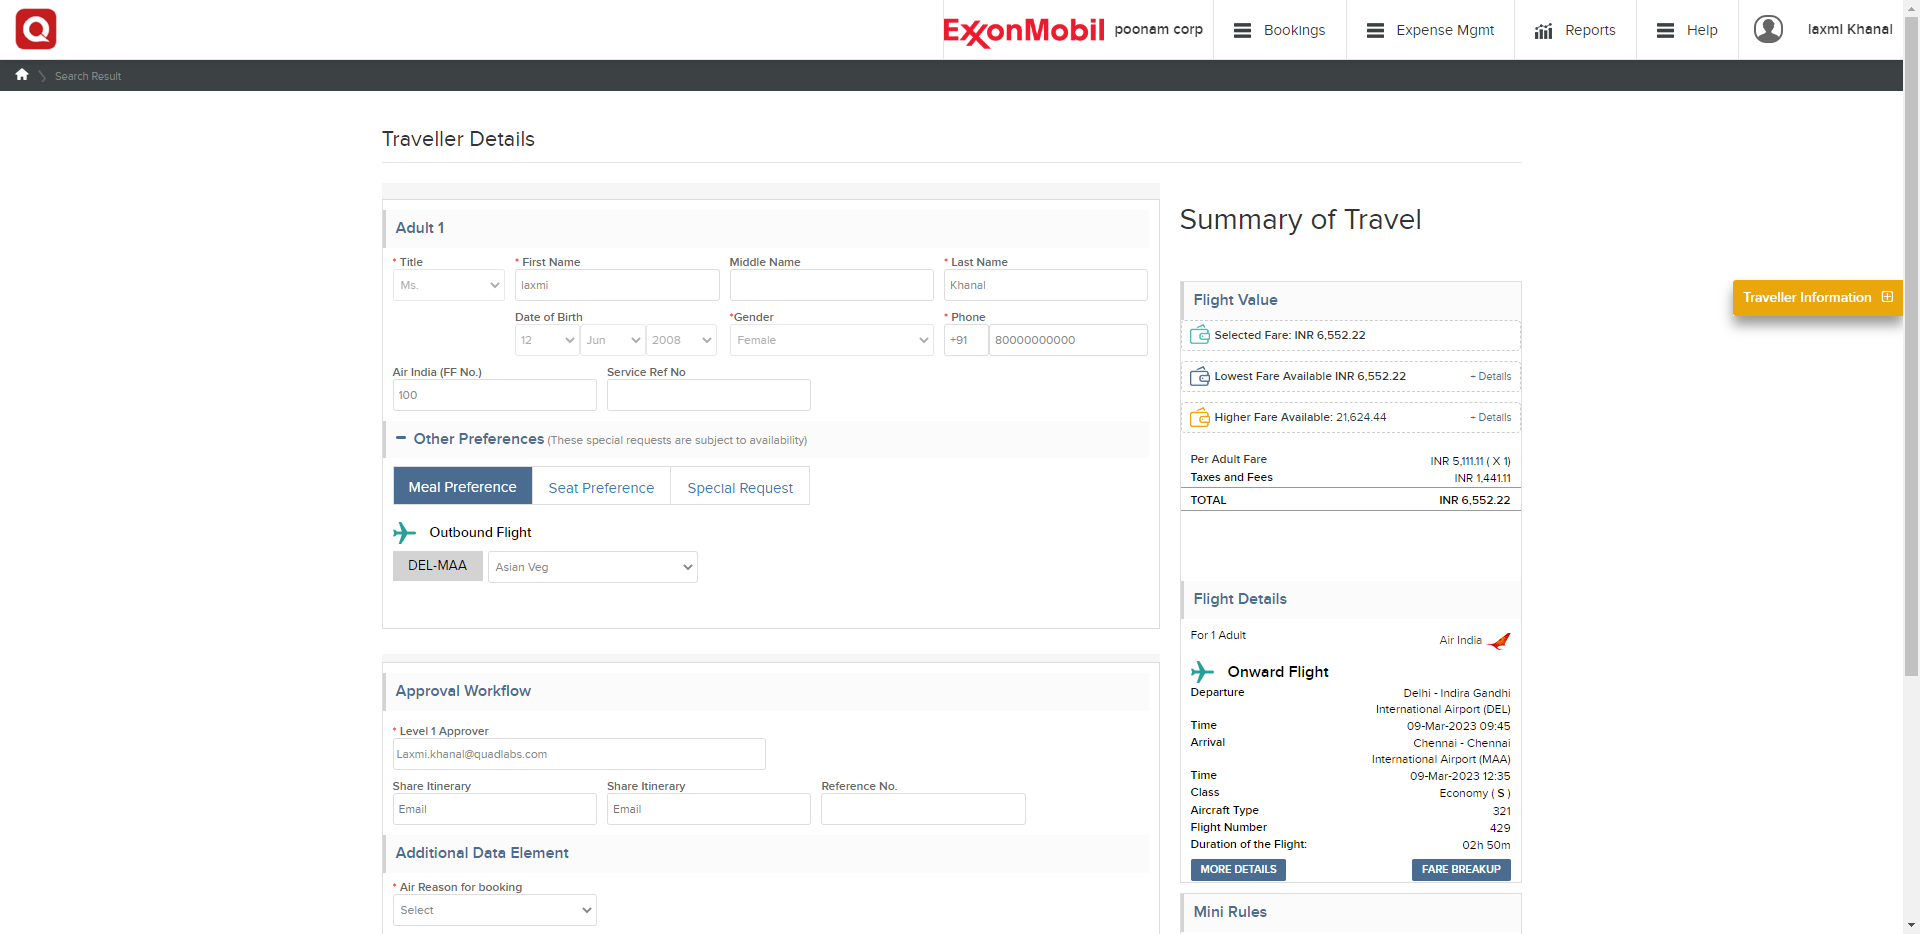 Q
ExxonMobil poonam corp Bookings Expense Mgmt Reports Help laxmi Khanal
Search Result
Traveller Details
Adult 1
* Title * First Name Middle Name * Last Name
Ms. laxmi Khanal
Date of Birth *Gender * Phone
12 Jun 2008 Female +91 80000000000
Air India (FF No.) Service Ref No
100
Other Preferences (These special requests are subject to availability)
Meal Preference Seat Preference Special Request
Outbound Flight
DEL-MAA Asian Veg
Approval Workflow
* Level 1 Approver
Laxmi.khanal@quadlabs.com
Share Itinerary Share Itinerary Reference No.
Email Email
Additional Data Element
* Air Reason for booking
Select
Summary of Travel
Flight Value
Selected Fare: INR 6,552.22
Lowest Fare Available INR 6,552.22 - Details
Higher Fare Available: 21,624.44 - Details
Per Adult Fare INR 5,111.11 ( X 1)
Taxes and Fees INR 1,441.11
TOTAL INR 6,552.22
Flight Details
For 1 Adult Air India
Onward Flight
Departure Delhi - Indira Gandhi
International Airport (DEL)
Time 09-Mar-2023 09:45
Arrival Chennai - Chennai
International Airport (MAA)
Time 09-Mar-2023 12:35
Class Economy ( S )
Aircraft Type 321
Flight Number 429
Duration of the Flight: 02h 50m
MORE DETAILS FARE BREAKUP
Mini Rules
Traveller Information